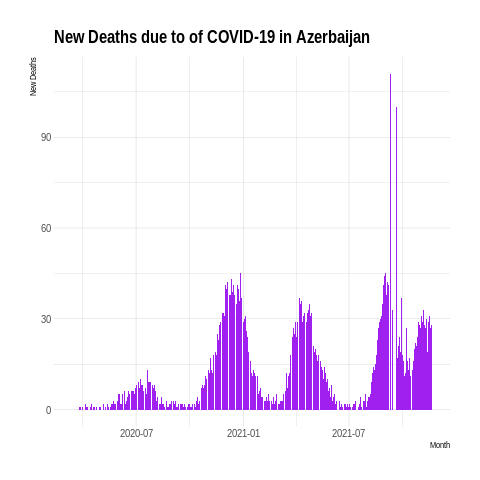 New Deaths due to of COVID-19 in Azerbaijan
New Deaths
90
60
30
0
2020-07 2021-01 2021-07
Month